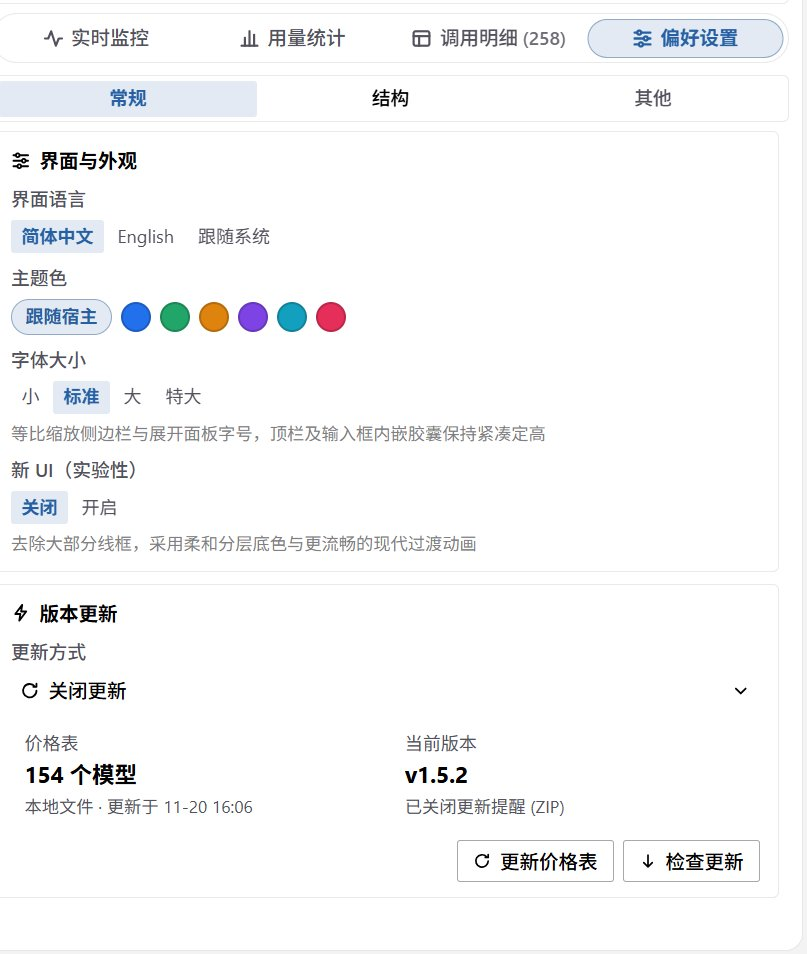 实时监控 用量统计 调用明细 (258) 偏好设置
常规 结构 其他
界面与外观
界面语言
简体中文 English 跟随系统
主题色
跟随宿主
字体大小
小 标准 大 特大
等比缩放侧边栏与展开面板字号，顶栏及输入框内嵌胶囊保持紧凑定高
新 UI（实验性）
关闭 开启
去除大部分线框，采用柔和分层底色与更流畅的现代过渡动画
版本更新
更新方式
关闭更新
价格表 当前版本
154 个模型 v1.5.2
本地文件 · 更新于 11-20 16:06 已关闭更新提醒 (ZIP)
更新价格表 检查更新